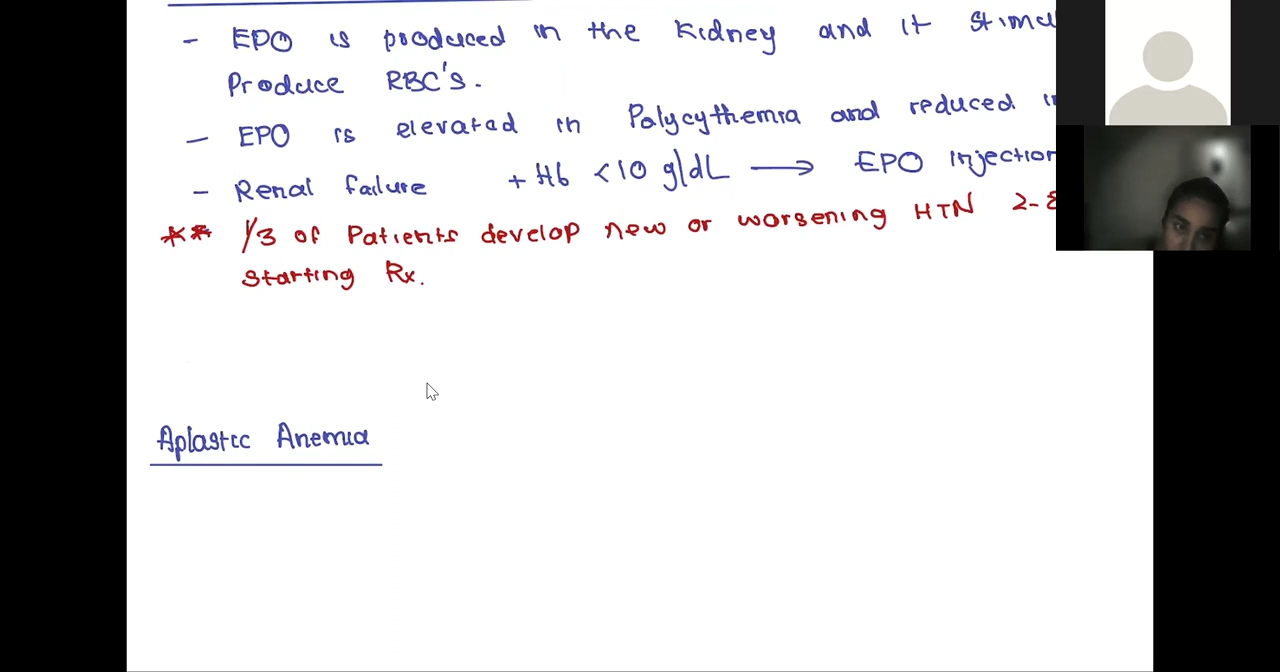 - EPO is produced in the Kidney and it stimu
Produce RBC's.
- EPO is elevated in Polycythemia and reduced in
- Renal failure + Hb <10 g/dL → EPO injection
** 1/3 of Patients develop new or worsening HTN 2-8
starting Rx.
Aplastic Anemia